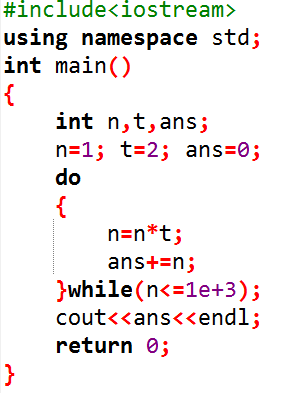 #include<iostream>
using namespace std;
int main()
{
    int n,t,ans;
    n=1; t=2; ans=0;
    do
    {
        n=n*t;
        ans+=n;
    }while(n<=1e+3);
    cout<<ans<<endl;
    return 0;
}